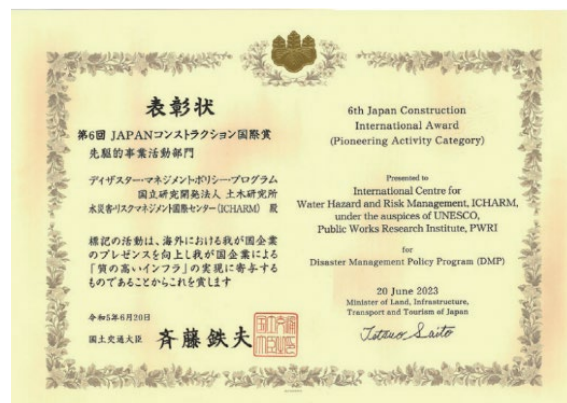 表彰状
第6回 JAPANコンストラクション国際賞
先駆的事業活動部門
ディザスター・マネジメントポリシー・プログラム
国立研究開発法人 土木研究所
水災害・リスクマネジメント国際センター(ICHARM) 殿
標記の活動は、海外における我が国企業
のプレゼンスを向上し我が国企業による
「質の高いインフラ」の実現に寄与する
ものであることからこれを賞します
令和5年6月20日
国土交通大臣 斉藤鉄夫
6th Japan Construction
International Award
(Pioneering Activity Category)
Presented to
International Centre for
Water Hazard and Risk Management, ICHARM,
under the auspices of UNESCO,
Public Works Research Institute, PWRI
for
Disaster Management Policy Program (DMP)
20 June 2023
Minister of Land, Infrastructure,
Transport and Tourism of Japan
Tetsuo Saito